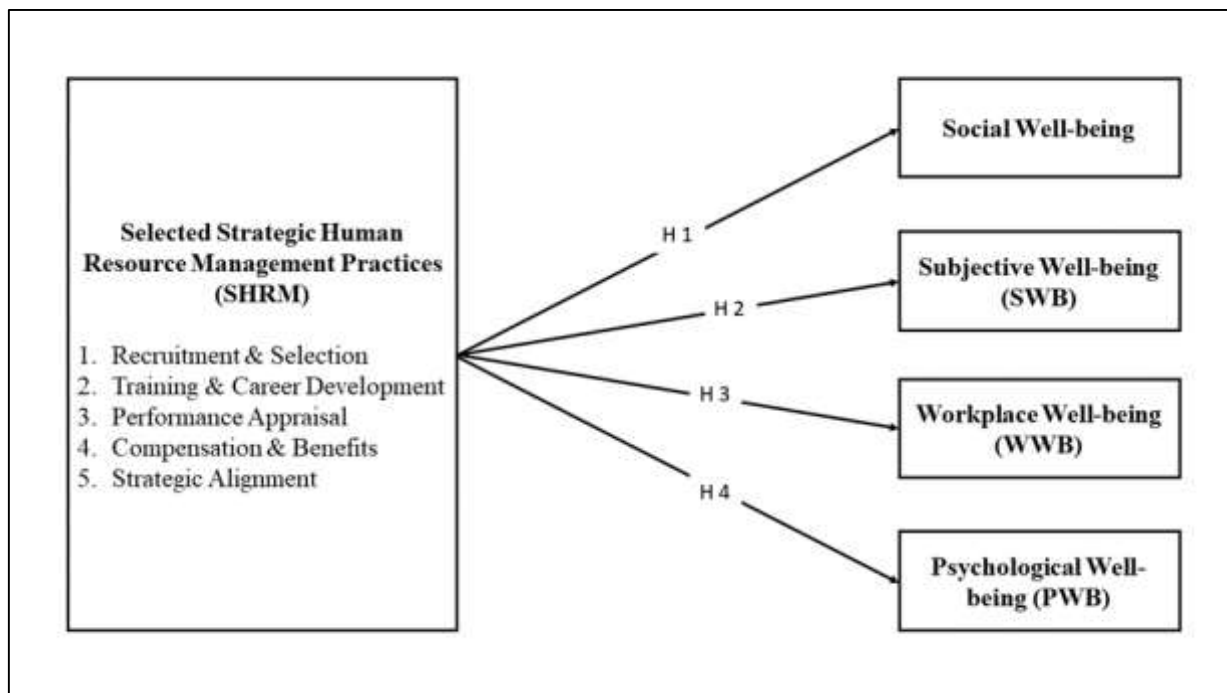 Selected Strategic Human
Resource Management Practices
(SHRM)
1. Recruitment & Selection
2. Training & Career Development
3. Performance Appraisal
4. Compensation & Benefits
5. Strategic Alignment
H 1
H 2
H 3
H 4
Social Well-being
Subjective Well-being
(SWB)
Workplace Well-being
(WWB)
Psychological Well-
being (PWB)